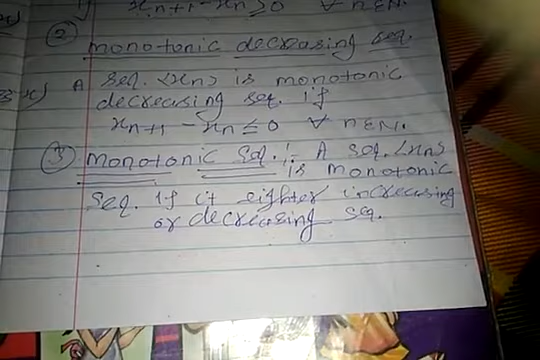 xn+1 - xn ≥ 0 ∀ n∈N.
② monotonic decreasing seq.
A seq. <xn> is monotonic
decreasing seq. if
xn+1 - xn ≤ 0 ∀ n∈N.
③ monotonic seq. :- A seq. <xn>
is monotonic
seq. if it eighter increasing
or decreasing seq.